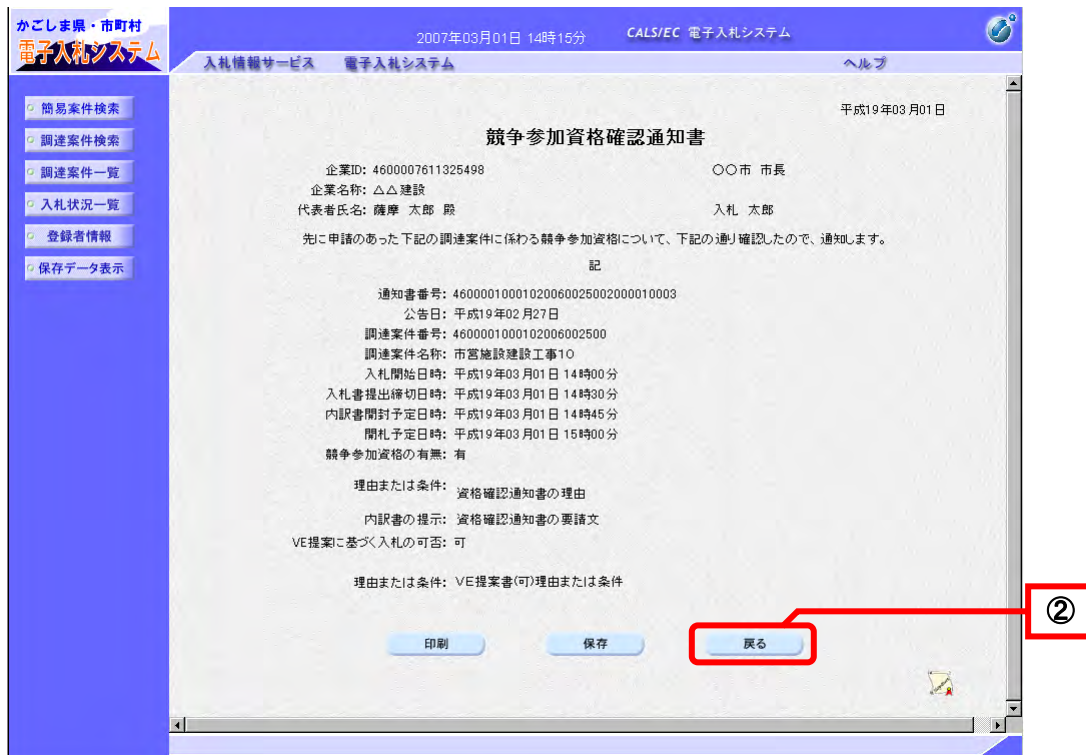 かごしま県・市町村
電子入札システム
2007年03月01日 14時15分 CALS/EC 電子入札システム
入札情報サービス 電子入札システム ヘルプ
簡易案件検索
調達案件検索
調達案件一覧
入札状況一覧
登録者情報
保存データ表示
平成19年03月01日
競争参加資格確認通知書
企業ID: 4600007611325498 〇〇市 市長
企業名称: △△建設
代表者氏名: 薩摩 太郎 殿 入札 太郎
先に申請のあった下記の調達案件に係わる競争参加資格について、下記の通り確認したので、通知します。
記
通知書番号: 46000010001020060025002000010003
公告日: 平成19年02月27日
調達案件番号: 4600001000102006002500
調達案件名称: 市営施設建設工事10
入札開始日時: 平成19年03月01日 14時00分
入札書提出締切日時: 平成19年03月01日 14時30分
内訳書開封予定日時: 平成19年03月01日 14時45分
開札予定日時: 平成19年03月01日 15時00分
競争参加資格の有無: 有
理由または条件: 資格確認通知書の理由
内訳書の提示: 資格確認通知書の要請文
VE提案に基づく入札の可否: 可
理由または条件: VE提案書(可)理由または条件
②
印刷 保存 戻る